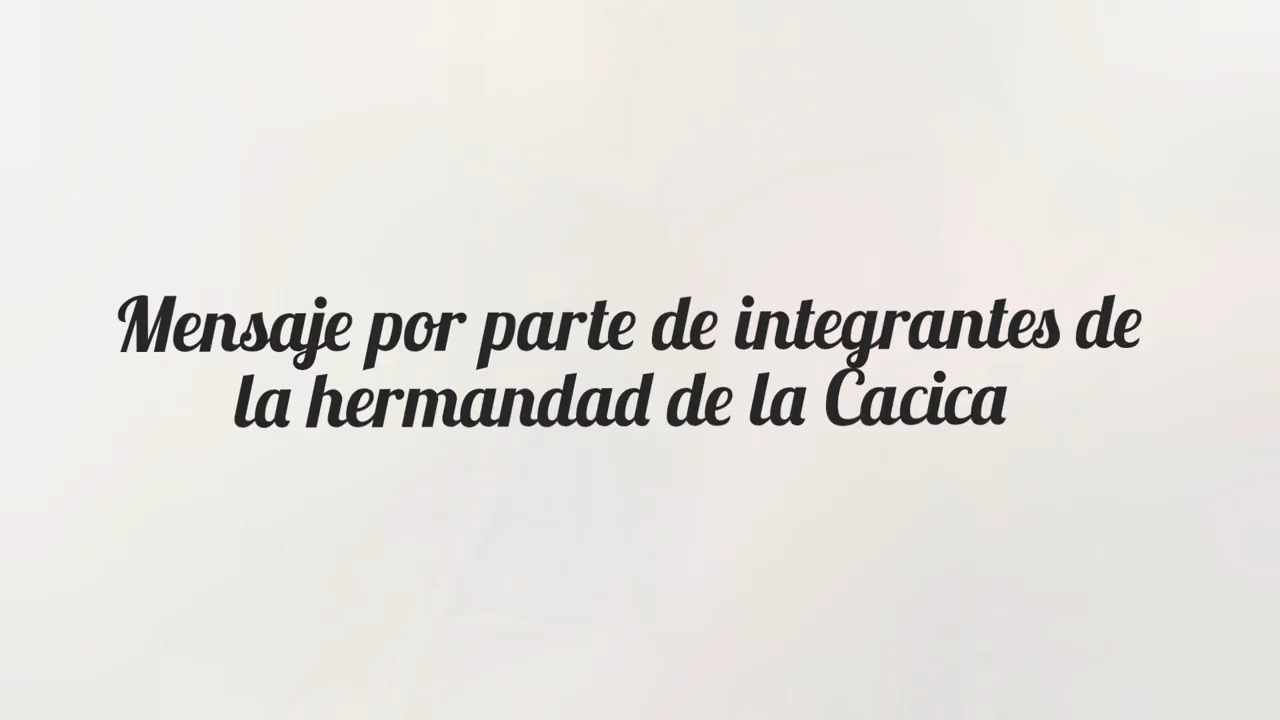 Mensaje por parte de integrantes de
la hermandad de la Cacica